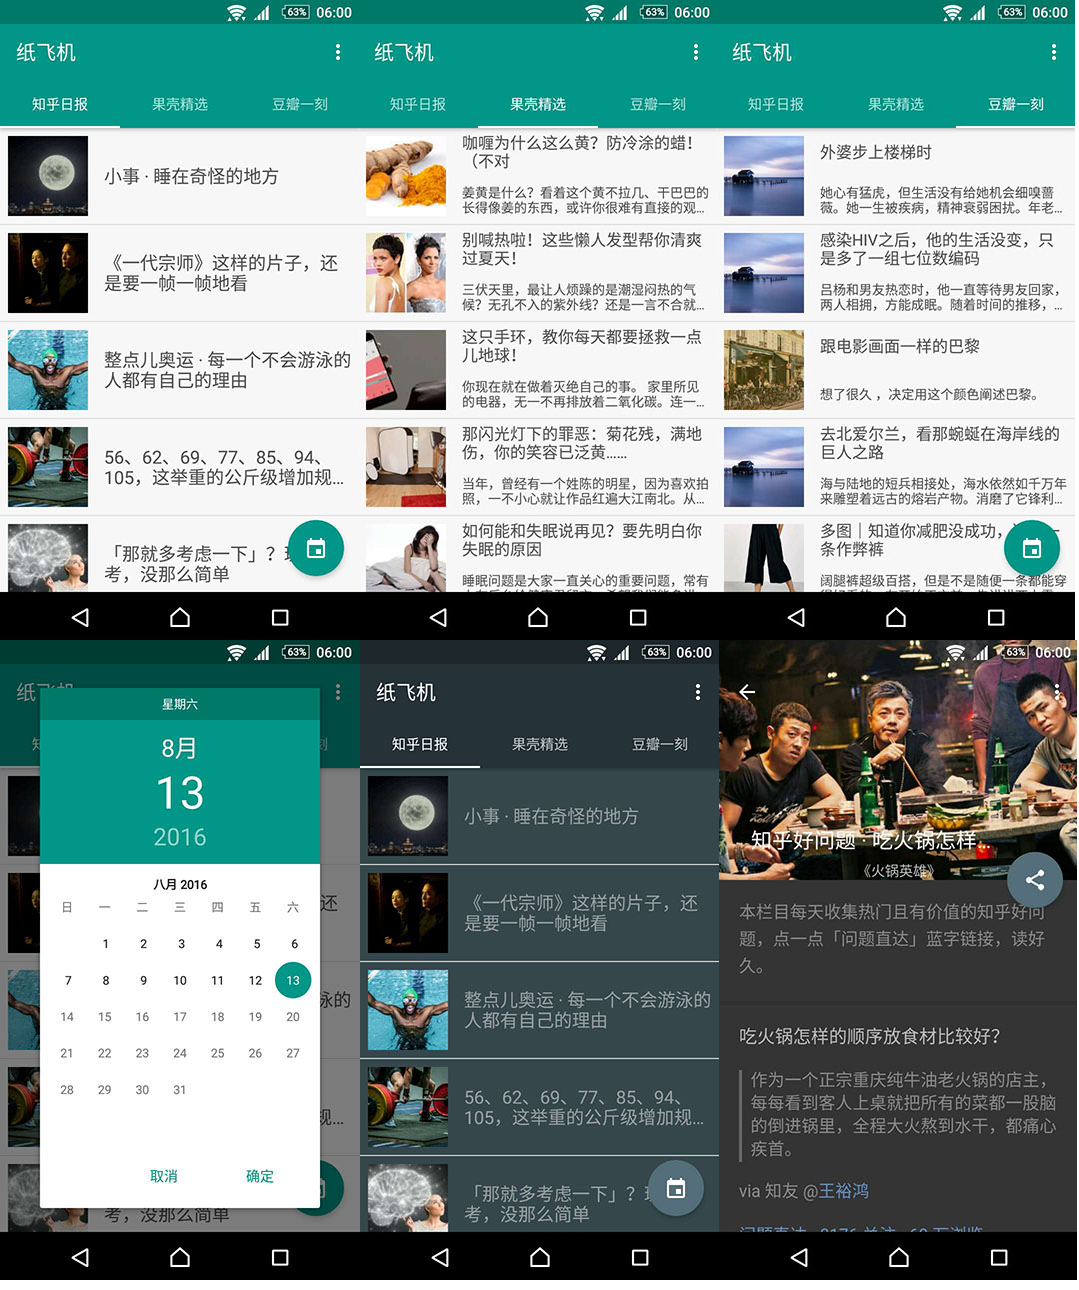 63% 06:00
纸飞机
知乎日报 果壳精选 豆瓣一刻
小事 · 睡在奇怪的地方
《一代宗师》这样的片子，还
是要一帧一帧地看
整点儿奥运 · 每一个不会游泳的
人都有自己的理由
56、62、69、77、85、94、
105，这举重的公斤级增加规...
「那就多考虑一下」？
考，没那么简单
63% 06:00
纸飞机
知乎日报 果壳精选 豆瓣一刻
咖喱为什么这么黄？防冷涂的蜡！
（不对
姜黄是什么？看着这个黄不拉几、干巴巴的
长得像姜的东西，或许你很难有直接的观...
别喊热啦！这些懒人发型帮你清爽
过夏天！
三伏天里，最让人烦躁的是潮湿闷热的气
候？无孔不入的紫外线？还是一言不合就...
这只手环，教你每天都要拯救一点
儿地球！
你现在就在做着灭绝自己的事。 家里所见
的电器，无一不再排放着二氧化碳。连一...
那闪光灯下的罪恶：菊花残，满地
伤，你的笑容已泛黄......
当年，曾经有一个姓陈的明星，因为喜欢拍
照，一不小心就让作品红遍大江南北。从...
如何能和失眠说再见？要先明白你
失眠的原因
睡眠问题是大家一直关心的重要问题，常有
63% 06:00
纸飞机
知乎日报 果壳精选 豆瓣一刻
外婆步上楼梯时
她心有猛虎，但生活没有给她机会细嗅蔷
薇。她一生被疾病，精神衰弱困扰。年老...
感染HIV之后，他的生活没变，只
是多了一组七位数编码
吕杨和男友热恋时，他一直等待男友回家，
两人相拥，方能成眠。随着时间的推移，...
跟电影画面一样的巴黎
想了很久 ，决定用这个颜色阐述巴黎。
去北爱尔兰，看那蜿蜒在海岸线的
巨人之路
海与陆地的短兵相接处，海水依然如千万年
来雕塑着远古的熔岩产物。消磨了它锋利...
多图｜知道你减肥没成功，
条作弊裤
阔腿裤超级百搭，但是不是随便一条都能穿
63% 06:00
纸飞机
星期六
8月
13
2016
八月 2016
日 一 二 三 四 五 六
1 2 3 4 5 6
7 8 9 10 11 12 13
14 15 16 17 18 19 20
21 22 23 24 25 26 27
28 29 30 31
取消 确定
还
泳的
规...
考，没那么简单
63% 06:00
纸飞机
知乎日报 果壳精选 豆瓣一刻
小事 · 睡在奇怪的地方
《一代宗师》这样的片子，还
是要一帧一帧地看
整点儿奥运 · 每一个不会游泳的
人都有自己的理由
56、62、69、77、85、94、
105，这举重的公斤级增加规...
「那就多考虑一下」？
考，没那么简单
63% 06:00
知乎好问题 · 吃火锅怎样...
《火锅英雄》
本栏目每天收集热门且有价值的知乎好问
题，点一点「问题直达」蓝字链接，读好
久。
吃火锅怎样的顺序放食材比较好？
作为一个正宗重庆纯牛油老火锅的店主，
每每看到客人上桌就把所有的菜都一股脑
的倒进锅里，全程大火熬到水干，都痛心
疾首。
via 知友 @王裕鸿